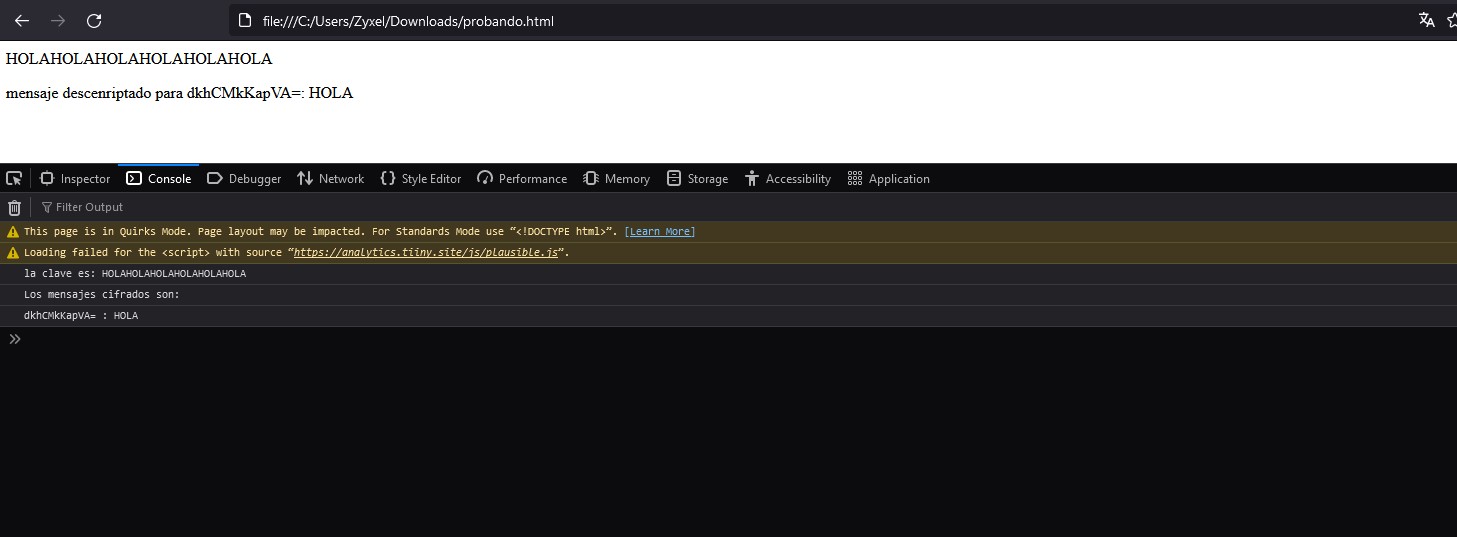 file:///C:/Users/Zyxel/Downloads/probando.html
HOLAHOLAHOLAHOLAHOLAHOLA
mensaje descenriptado para dkhCMkKapVA=: HOLA
Inspector Console Debugger Network Style Editor Performance Memory Storage Accessibility Application
Filter Output
This page is in Quirks Mode. Page layout may be impacted. For Standards Mode use “<!DOCTYPE html>”. [Learn More]
Loading failed for the <script> with source “https://analytics.tiiny.site/js/plausible.js”.
la clave es: HOLAHOLAHOLAHOLAHOLAHOLA
Los mensajes cifrados son:
dkhCMkKapVA= : HOLA